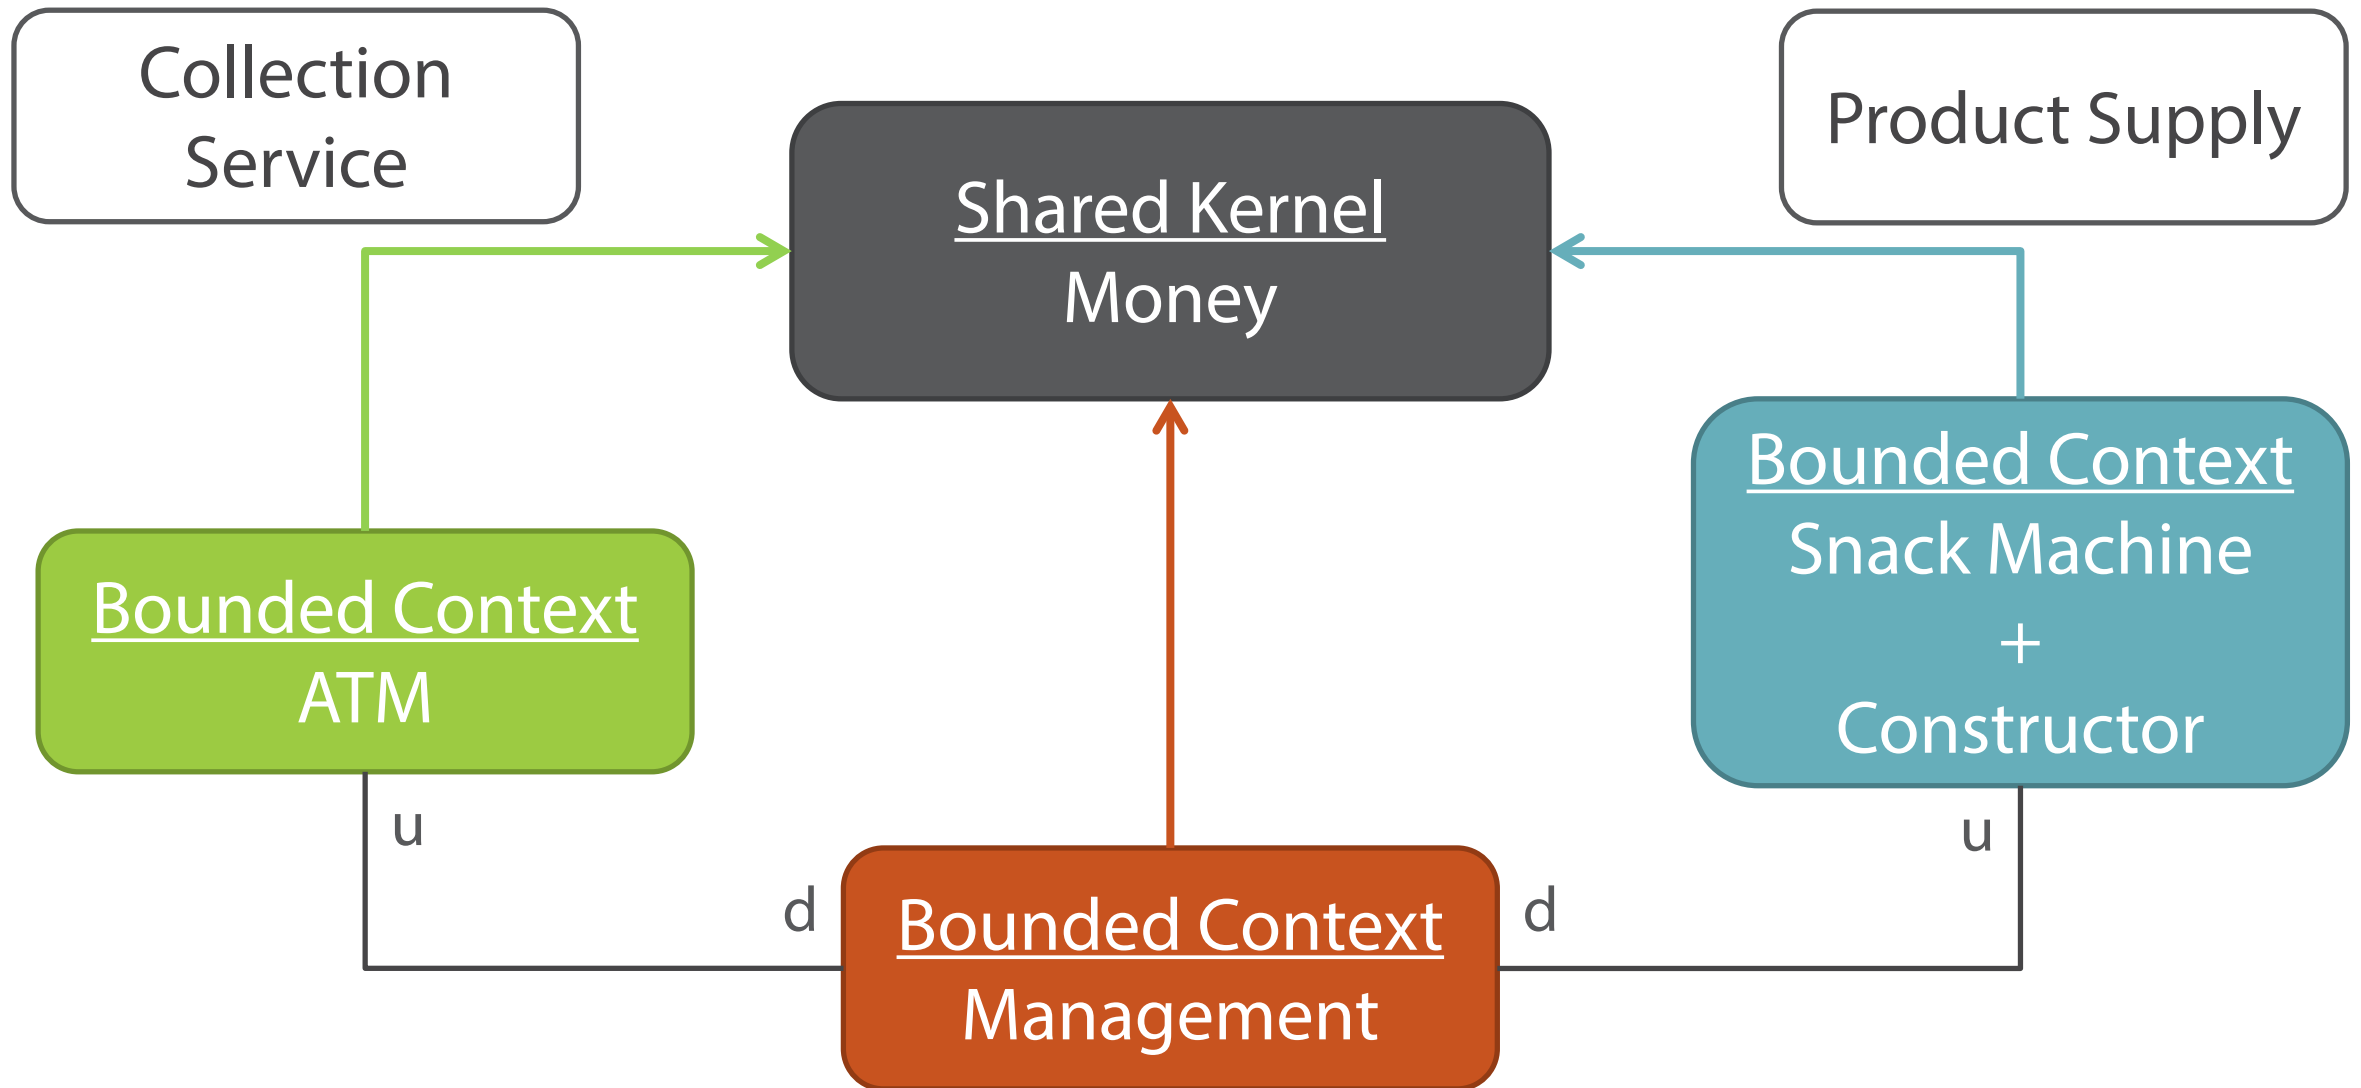 Collection
Service
Product Supply
Shared Kernel
Money
Bounded Context
ATM
Bounded Context
Snack Machine
+
Constructor
u
u
d
d
Bounded Context
Management